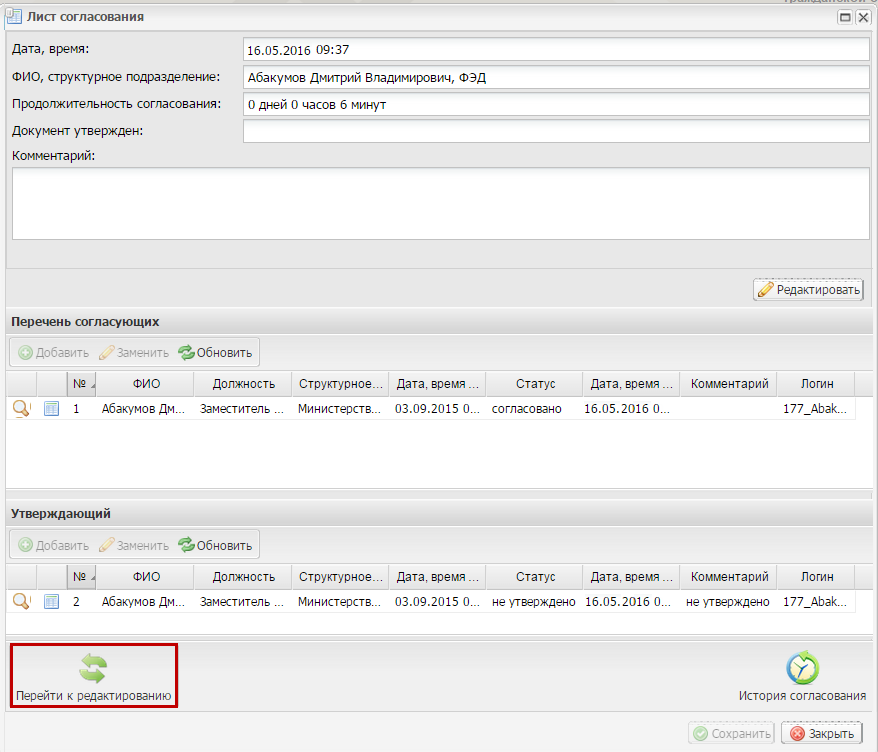 Лист согласования
Дата, время: 16.05.2016 09:37
ФИО, структурное подразделение: Абакумов Дмитрий Владимирович, ФЭД
Продолжительность согласования: 0 дней 0 часов 6 минут
Документ утвержден:
Комментарий:
Редактировать
Перечень согласующих
Добавить Заменить Обновить
№ ФИО Должность Структурное... Дата, время ... Статус Дата, время ... Комментарий Логин
1 Абакумов Дм... Заместитель ... Министерств... 03.09.2015 0... согласовано 16.05.2016 0... 177_Abak...
Утверждающий
Добавить Заменить Обновить
№ ФИО Должность Структурное... Дата, время ... Статус Дата, время ... Комментарий Логин
2 Абакумов Дм... Заместитель ... Министерств... 03.09.2015 0... не утверждено 16.05.2016 0... не утверждено 177_Abak...
Перейти к редактированию История согласования
Сохранить Закрыть